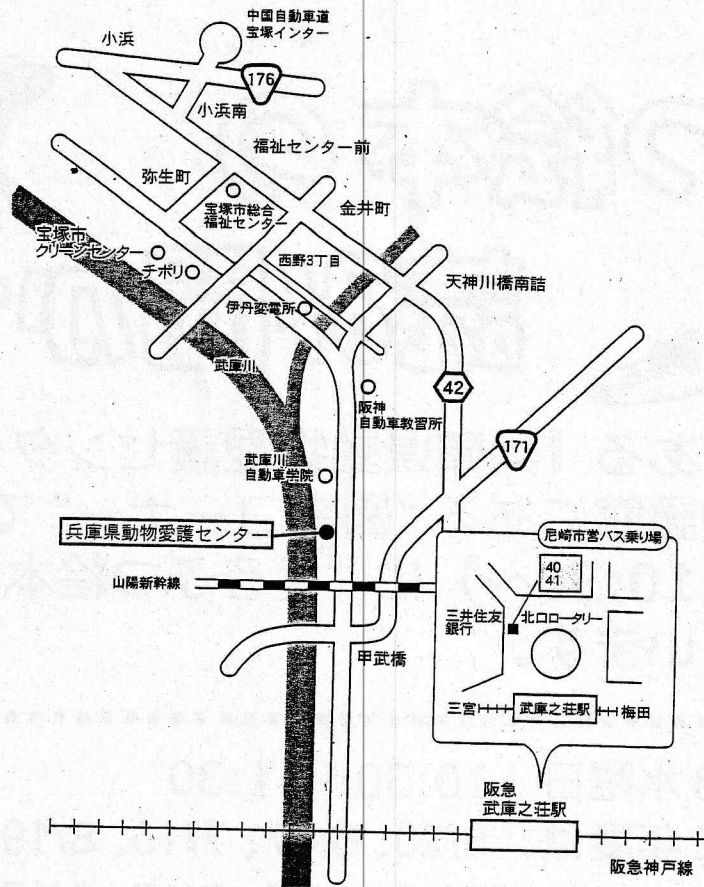 中国自動車道
宝塚インター
小浜
176
小浜南
福祉センター前
弥生町
宝塚市総合
福祉センター
金井町
宝塚市
クリーンセンター
チボリ
西野3丁目
天神川橋南詰
伊丹変電所
武庫川
42
阪神
自動車教習所
171
武庫川
自動車学院
兵庫県動物愛護センター
尼崎市営バス乗り場
40
41
山陽新幹線
三井住友
銀行
北口ロータリー
甲武橋
三宮
武庫之荘駅
梅田
阪急
武庫之荘駅
阪急神戸線
10:30
11:30